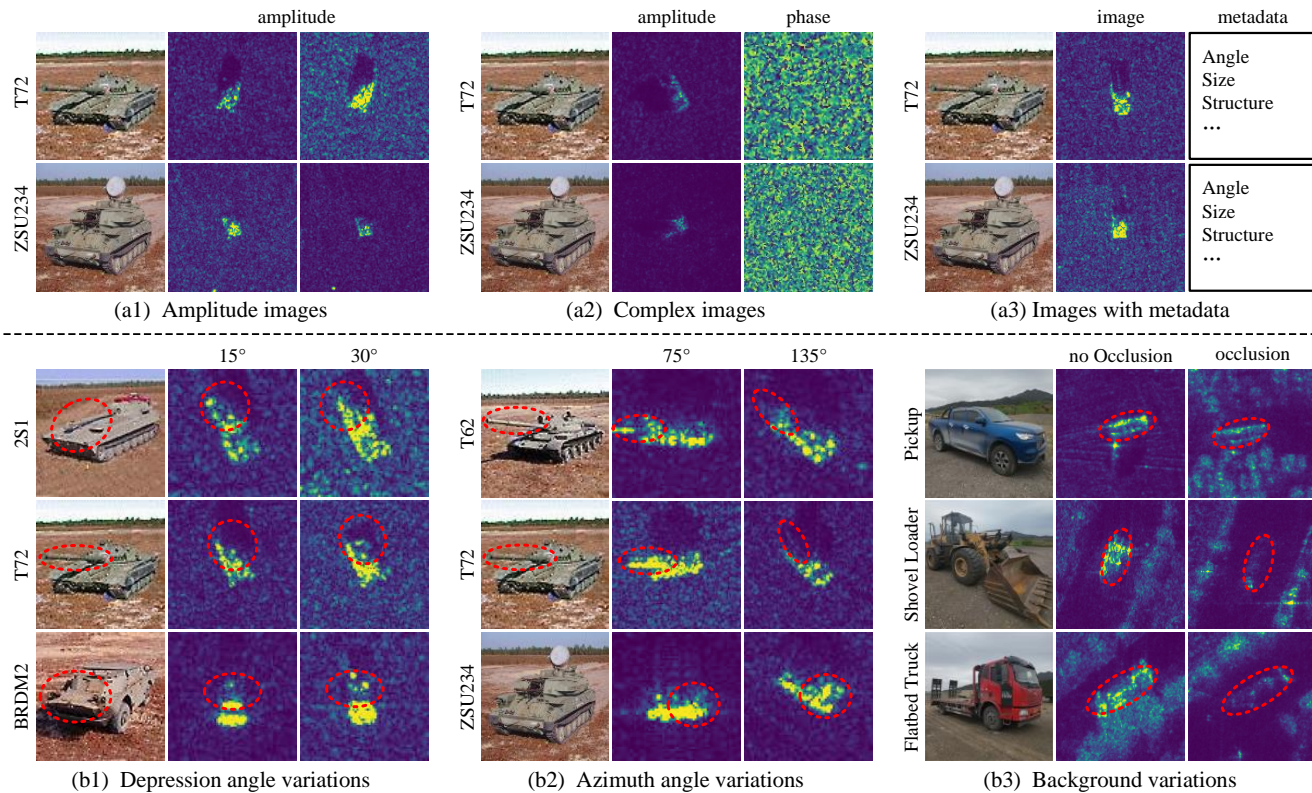 amplitude
T72
ZSU234
(a1) Amplitude images
amplitude phase
T72
ZSU234
(a2) Complex images
image metadata
T72
Angle
Size
Structure
...
ZSU234
Angle
Size
Structure
...
(a3) Images with metadata
15° 30°
2S1
T72
BRDM2
(b1) Depression angle variations
75° 135°
T62
T72
ZSU234
(b2) Azimuth angle variations
no Occlusion occlusion
Pickup
Shovel Loader
Flatbed Truck
(b3) Background variations